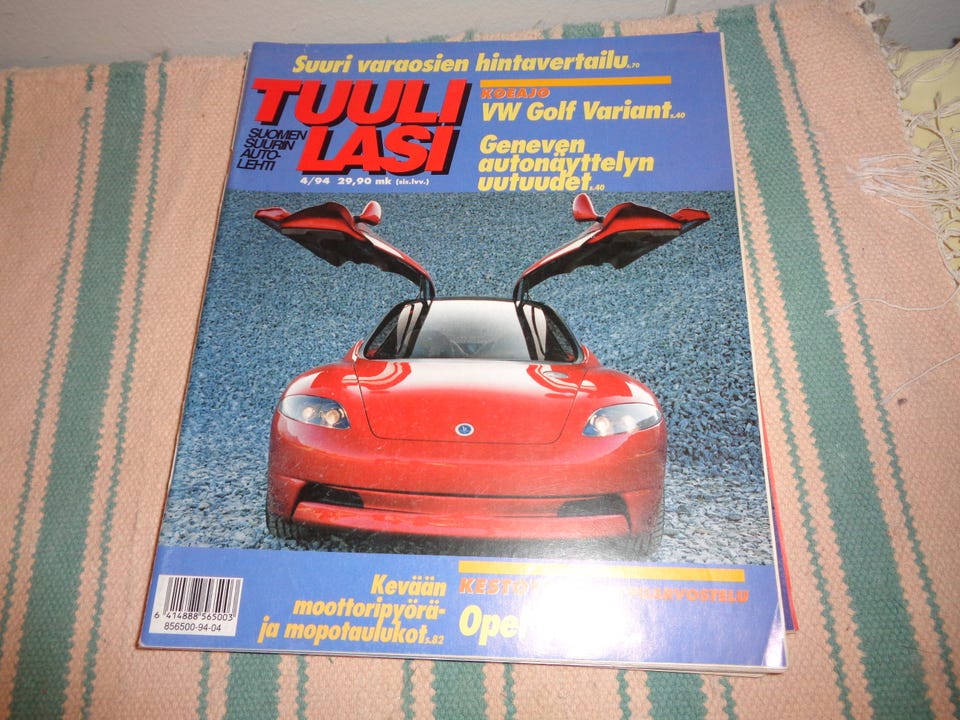 Suuri varaosien hintavertailu s.70
TUULI
LASI
SUOMEN
SUURIN
AUTO-
LEHTI
4/94 29,90 mk (sis.lvv.)
KOEAJO
VW Golf Variant s.40
Geneven
autonäyttelyn
uutuudet s.40
Kevään
moottoripyörä-
ja mopotaulukot s.82
6 414888 565003
856500-94-04